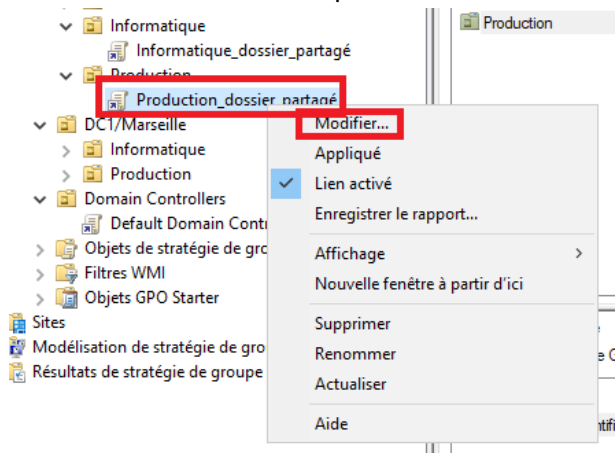 Informatique
Production
Informatique_dossier_partagé
Production
Production_dossier_partagé
Modifier...
DC1/Marseille
Appliqué
Informatique
Production
Lien activé
Domain Controllers
Enregistrer le rapport...
Default Domain Cont
Objets de stratégie de grc
Affichage
Filtres WMI
Nouvelle fenêtre à partir d'ici
Objets GPO Starter
Sites
Supprimer
Modélisation de stratégie de gro
Renommer
Résultats de stratégie de groupe
Actualiser
Aide